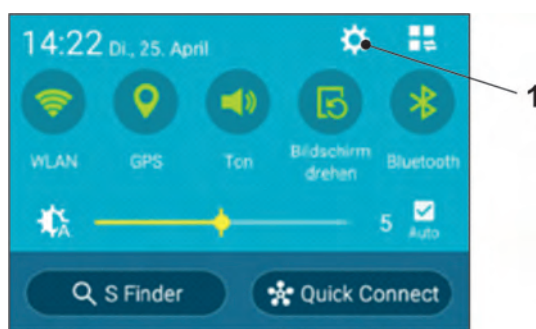 14:22 Di., 25. April
1
WLAN GPS Ton Bildschirm drehen Bluetooth
5 Auto
S Finder Quick Connect